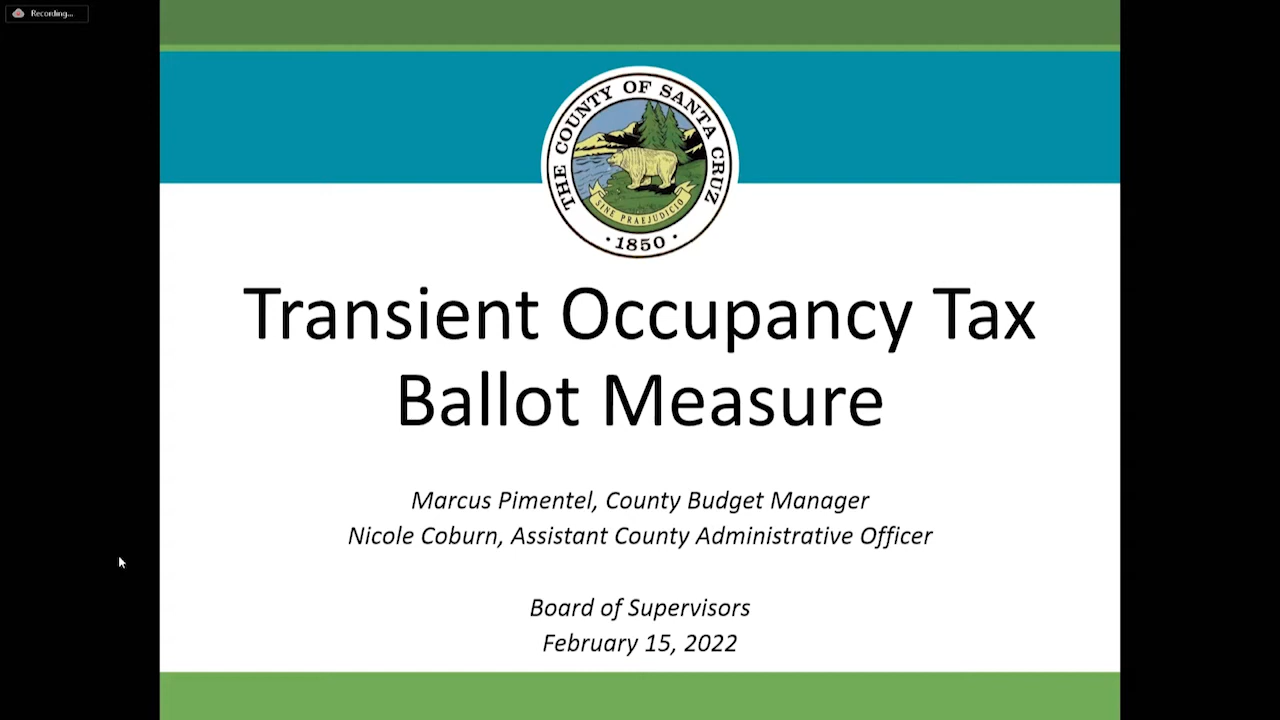 Recording...
THE COUNTY OF SANTA CRUZ
SINE PRAEJUDICIO
· 1850 ·
Transient Occupancy Tax
Ballot Measure
Marcus Pimentel, County Budget Manager
Nicole Coburn, Assistant County Administrative Officer
Board of Supervisors
February 15, 2022